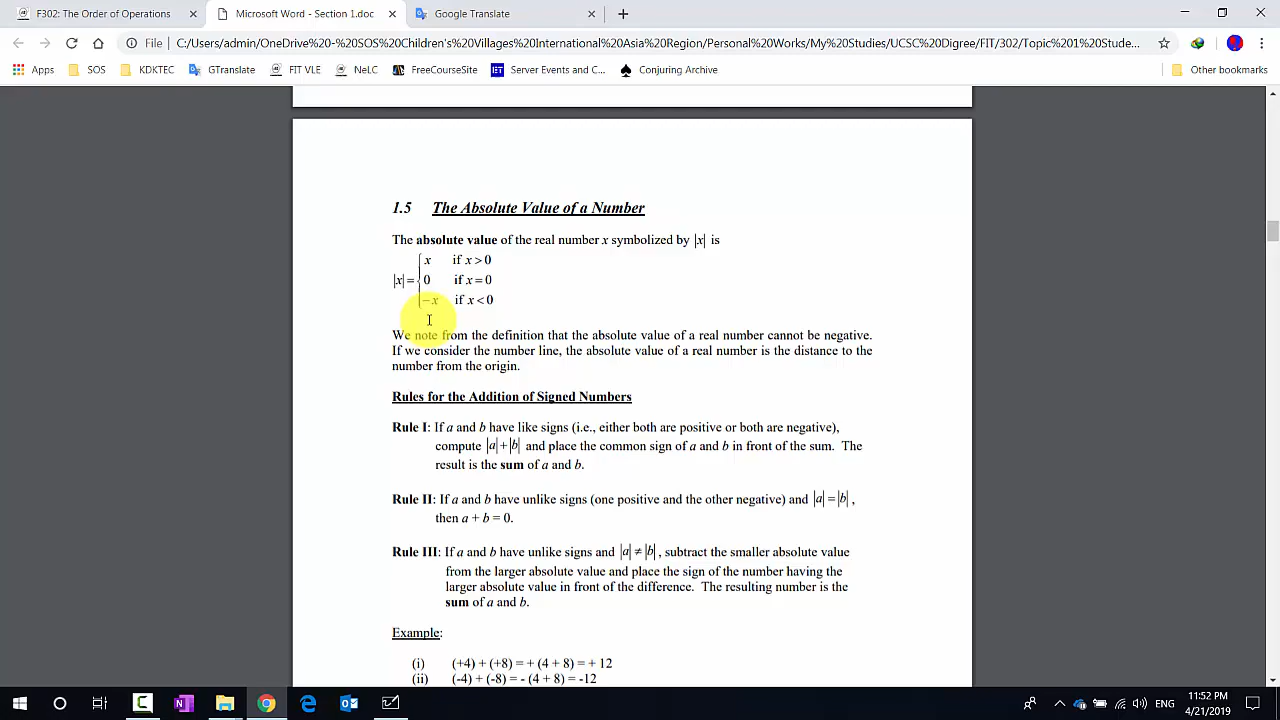 F302: The Order of Operations
Microsoft Word - Section 1.doc
Google Translate
File
C:/Users/admin/OneDrive%20-%20SOS%20Children's%20Villages%20International%20Asia%20Region/Personal%20Works/My%20Studies/UCSC%20Digree/FIT/302/Topic%201%20Stude...
Apps
SOS
KDKTEC
GTranslate
FIT VLE
NeLC
FreeCourseSite
Server Events and C...
Conjuring Archive
Other bookmarks
1.5 The Absolute Value of a Number
The absolute value of the real number x symbolized by |x| is
x if x > 0
|x| = { 0 if x = 0
-x if x < 0
We note from the definition that the absolute value of a real number cannot be negative.
If we consider the number line, the absolute value of a real number is the distance to the
number from the origin.
Rules for the Addition of Signed Numbers
Rule I: If a and b have like signs (i.e., either both are positive or both are negative),
compute |a|+|b| and place the common sign of a and b in front of the sum. The
result is the sum of a and b.
Rule II: If a and b have unlike signs (one positive and the other negative) and |a|=|b|,
then a + b = 0.
Rule III: If a and b have unlike signs and |a|≠|b|, subtract the smaller absolute value
from the larger absolute value and place the sign of the number having the
larger absolute value in front of the difference. The resulting number is the
sum of a and b.
Example:
(i) (+4) + (+8) = + (4 + 8) = + 12
(ii) (-4) + (-8) = - (4 + 8) = -12
ENG
11:52 PM
4/21/2019